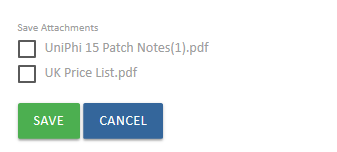 Save Attachments
UniPhi 15 Patch Notes(1).pdf
UK Price List.pdf
SAVE CANCEL